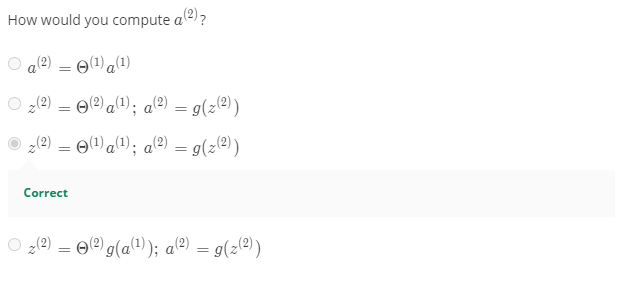 How would you compute a⁽²⁾?
a⁽²⁾ = Θ⁽¹⁾a⁽¹⁾
z⁽²⁾ = Θ⁽²⁾a⁽¹⁾; a⁽²⁾ = g(z⁽²⁾)
z⁽²⁾ = Θ⁽¹⁾a⁽¹⁾; a⁽²⁾ = g(z⁽²⁾)
Correct
z⁽²⁾ = Θ⁽²⁾g(a⁽¹⁾); a⁽²⁾ = g(z⁽²⁾)